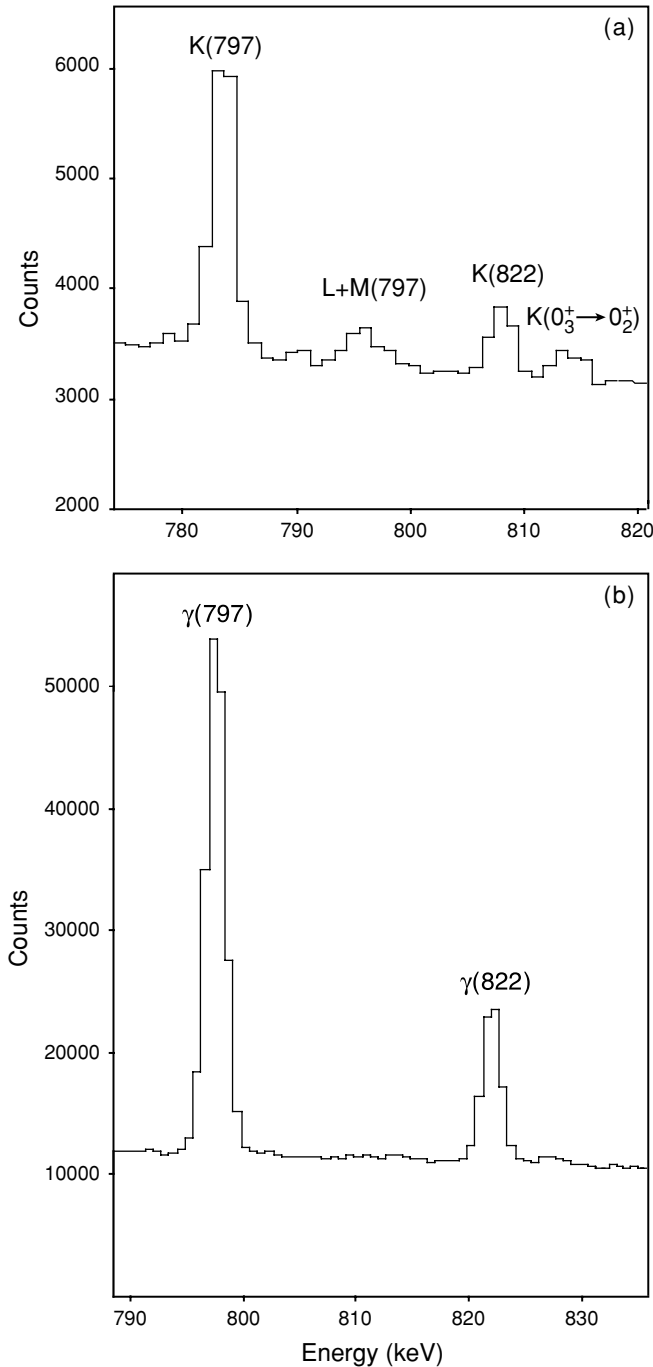 (a)
K(797)
6000
5000
4000
3000
2000
Counts
L+M(797)
K(822)
K(0₃⁺→0₂⁺)
780
790
800
810
820
(b)
γ(797)
50000
40000
30000
20000
10000
Counts
γ(822)
790
800
810
820
830
Energy (keV)